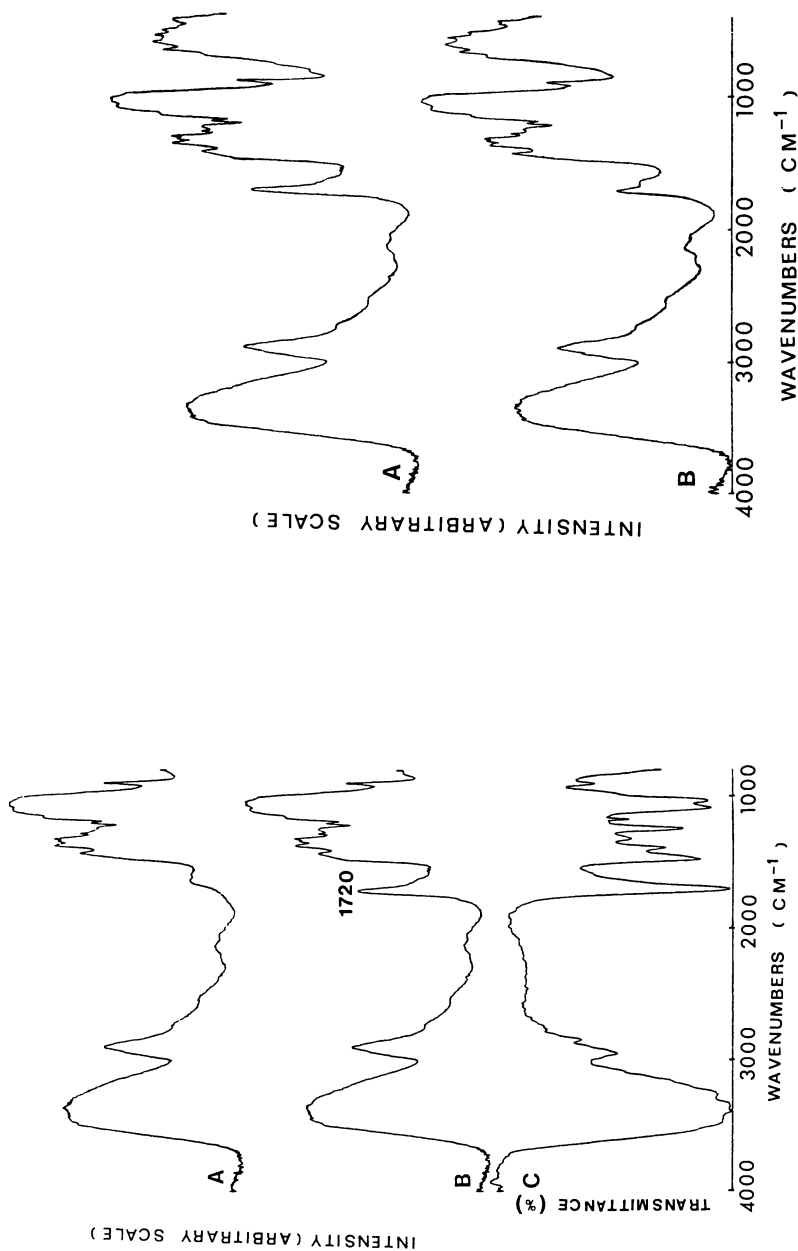 INTENSITY (ARBITRARY SCALE)
A
B
4000
3000
2000
1000
WAVENUMBERS ( CM⁻¹ )
INTENSITY (ARBITRARY SCALE)
TRANSMITTANCE (%)
A
B
C
1720
4000
3000
2000
1000
WAVENUMBERS ( CM⁻¹ )